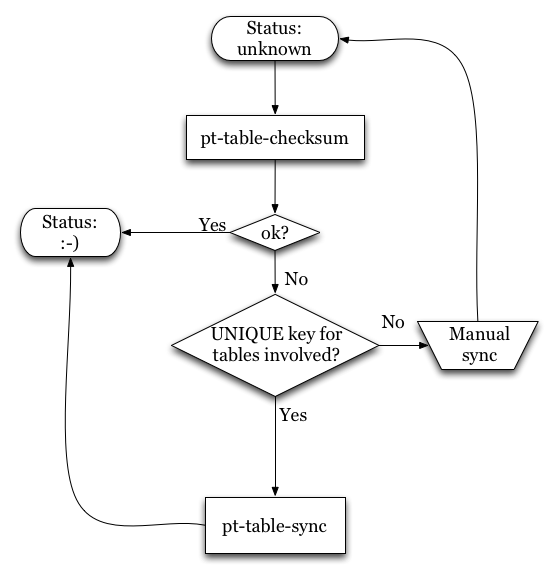 Status:
unknown
pt-table-checksum
Status:
:-)
Yes
ok?
No
UNIQUE key for
tables involved?
No
Manual
sync
Yes
pt-table-sync